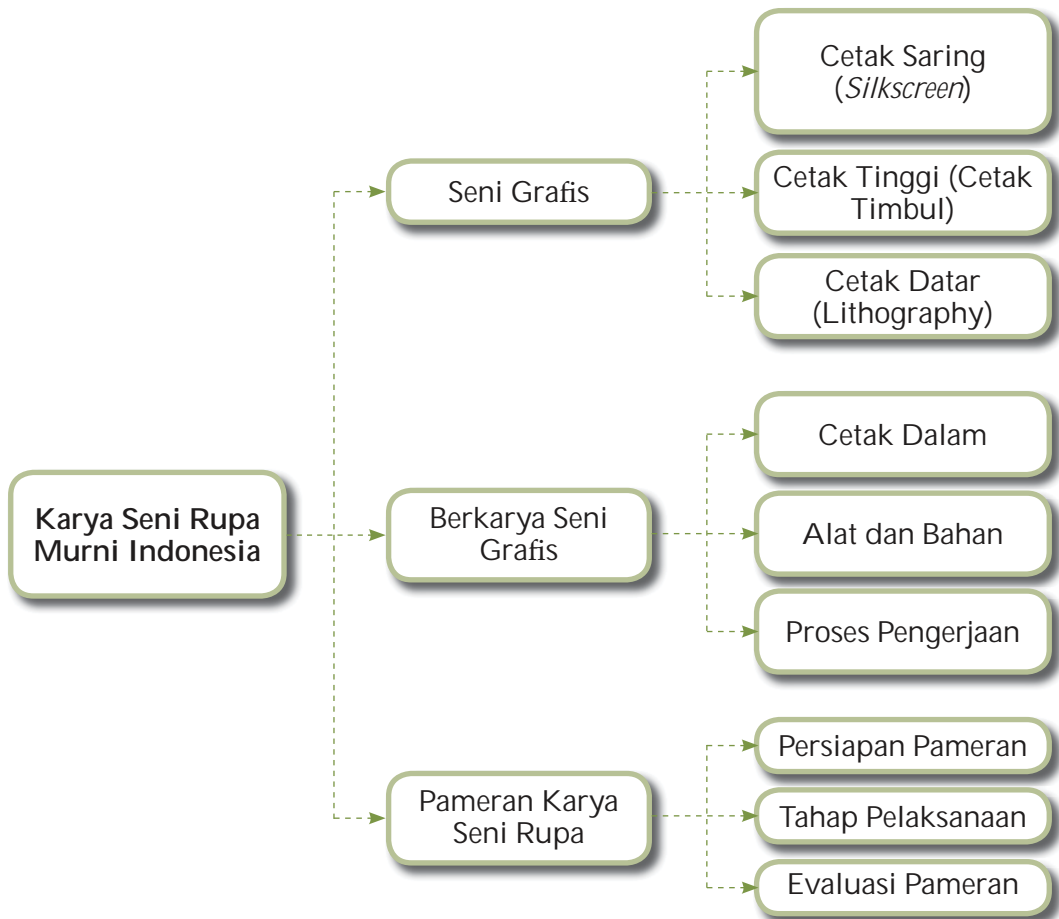 Karya Seni Rupa
Murni Indonesia
Seni Grafis
Cetak Saring
(Silkscreen)
Cetak Tinggi (Cetak
Timbul)
Cetak Datar
(Lithography)
Berkarya Seni
Grafis
Cetak Dalam
Alat dan Bahan
Proses Pengerjaan
Pameran Karya
Seni Rupa
Persiapan Pameran
Tahap Pelaksanaan
Evaluasi Pameran